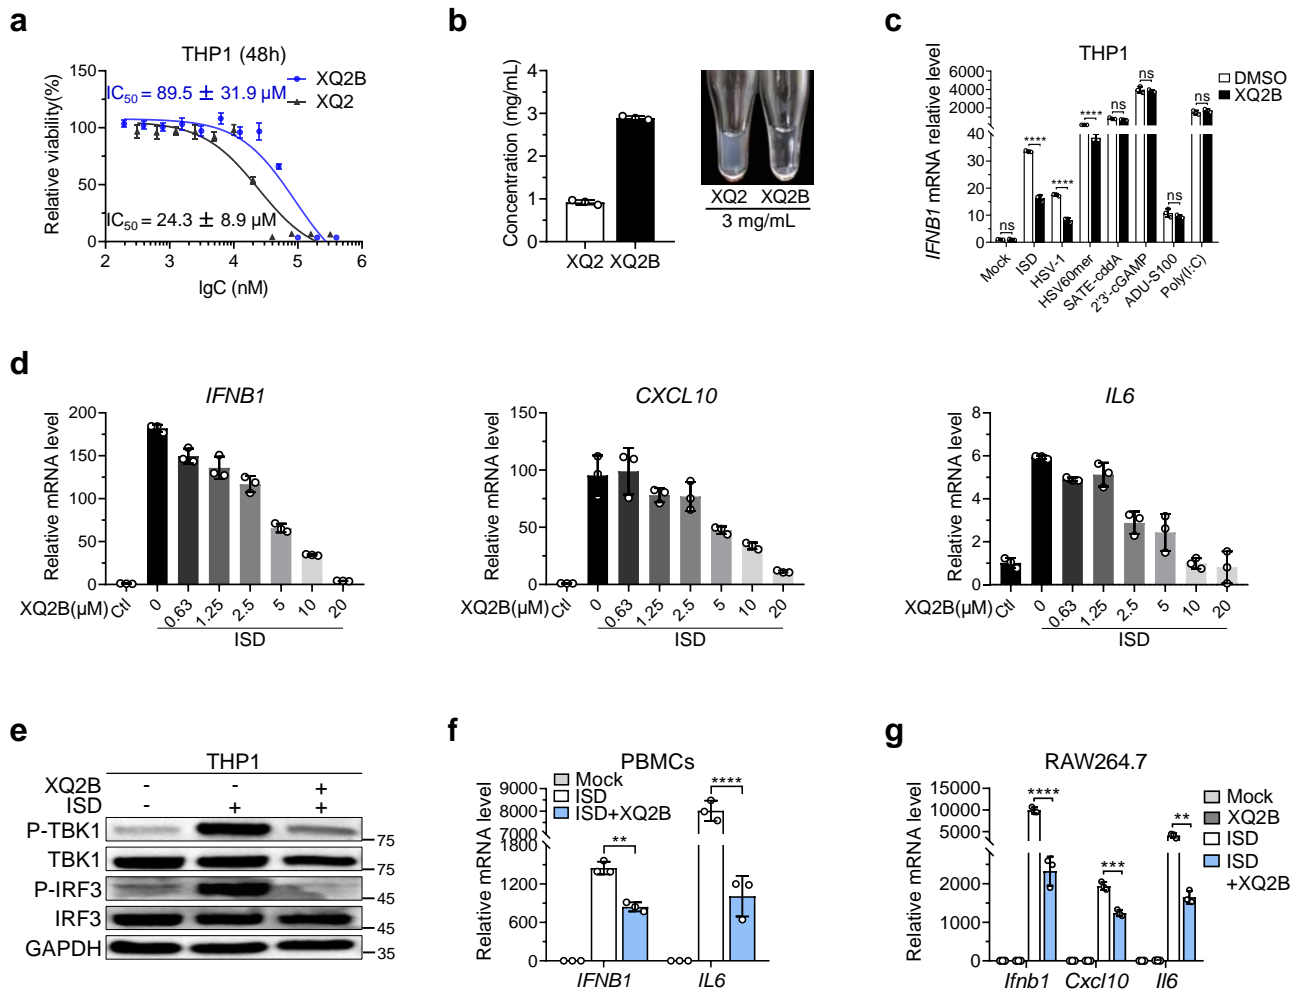 a
THP1 (48h)
XQ2B
XQ2
IC50 = 89.5 ± 31.9 μM
IC50 = 24.3 ± 8.9 μM
Relative viability(%)
150
100
50
0
2 3 4 5 6
lgC (nM)
b
Concentration (mg/mL)
4
3
2
1
0
XQ2 XQ2B
XQ2 XQ2B
3 mg/mL
c
THP1
DMSO
XQ2B
IFNB1 mRNA relative level
6000
4000
2000
40
30
20
10
0
ns **** **** **** ns ns ns ns
Mock
ISD
HSV-1
HSV60mer
SATE-cddA
2'3'-cGAMP
ADU-S100
Poly(I:C)
d
IFNB1
Relative mRNA level
200
150
100
50
0
XQ2B(μM) Ctl 0 0.63 1.25 2.5 5 10 20
ISD
CXCL10
Relative mRNA level
150
100
50
0
XQ2B(μM) Ctl 0 0.63 1.25 2.5 5 10 20
ISD
IL6
Relative mRNA level
8
6
4
2
0
XQ2B(μM) Ctl 0 0.63 1.25 2.5 5 10 20
ISD
e
THP1
XQ2B - - +
ISD - + +
P-TBK1 75
TBK1 75
P-IRF3 45
IRF3 45
GAPDH 35
f
PBMCs
Mock
ISD
ISD+XQ2B
Relative mRNA level
9000
8000
7000
1800
1200
600
0
** ****
IFNB1 IL6
g
RAW264.7
Mock
XQ2B
ISD
ISD
+XQ2B
Relative mRNA level
15000
10000
5000
2000
1000
0
**** *** **
Ifnb1 Cxcl10 Il6